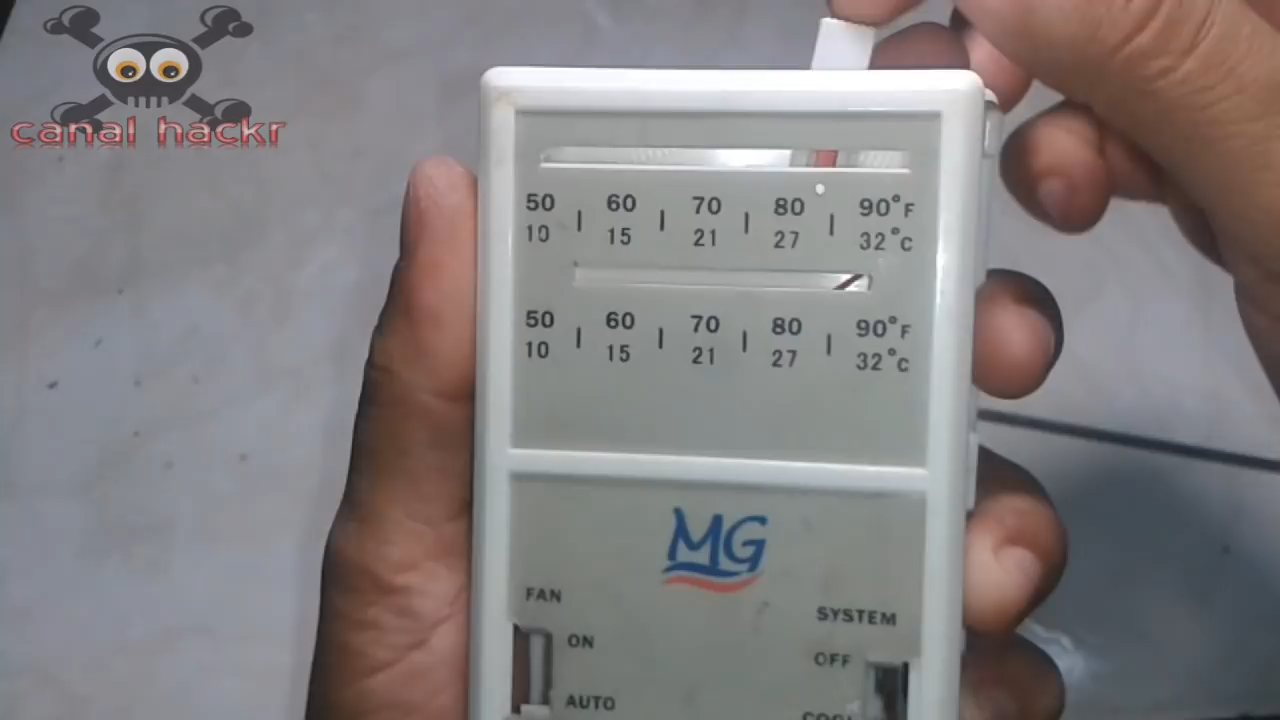 canal hackr
50 | 60 | 70 | 80 | 90°F
10 15 21 27 32°C
50 | 60 | 70 | 80 | 90°F
10 15 21 27 32°C
MG
FAN
SYSTEM
ON
OFF
AUTO